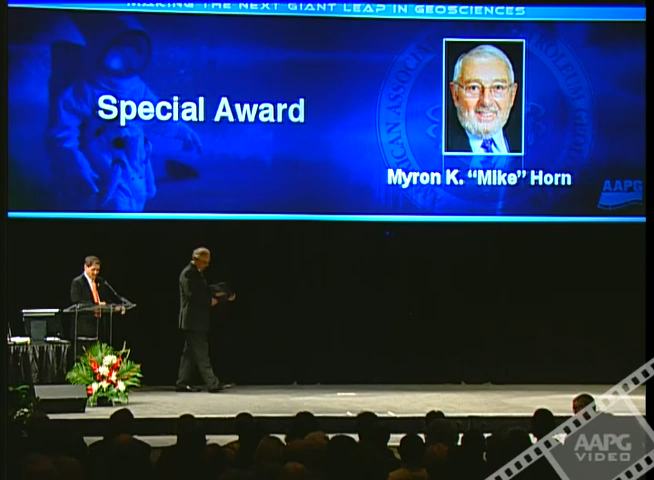 MAKING THE NEXT GIANT LEAP IN GEOSCIENCES
Special Award
Myron K. "Mike" Horn
AAPG
AAPG
VIDEO